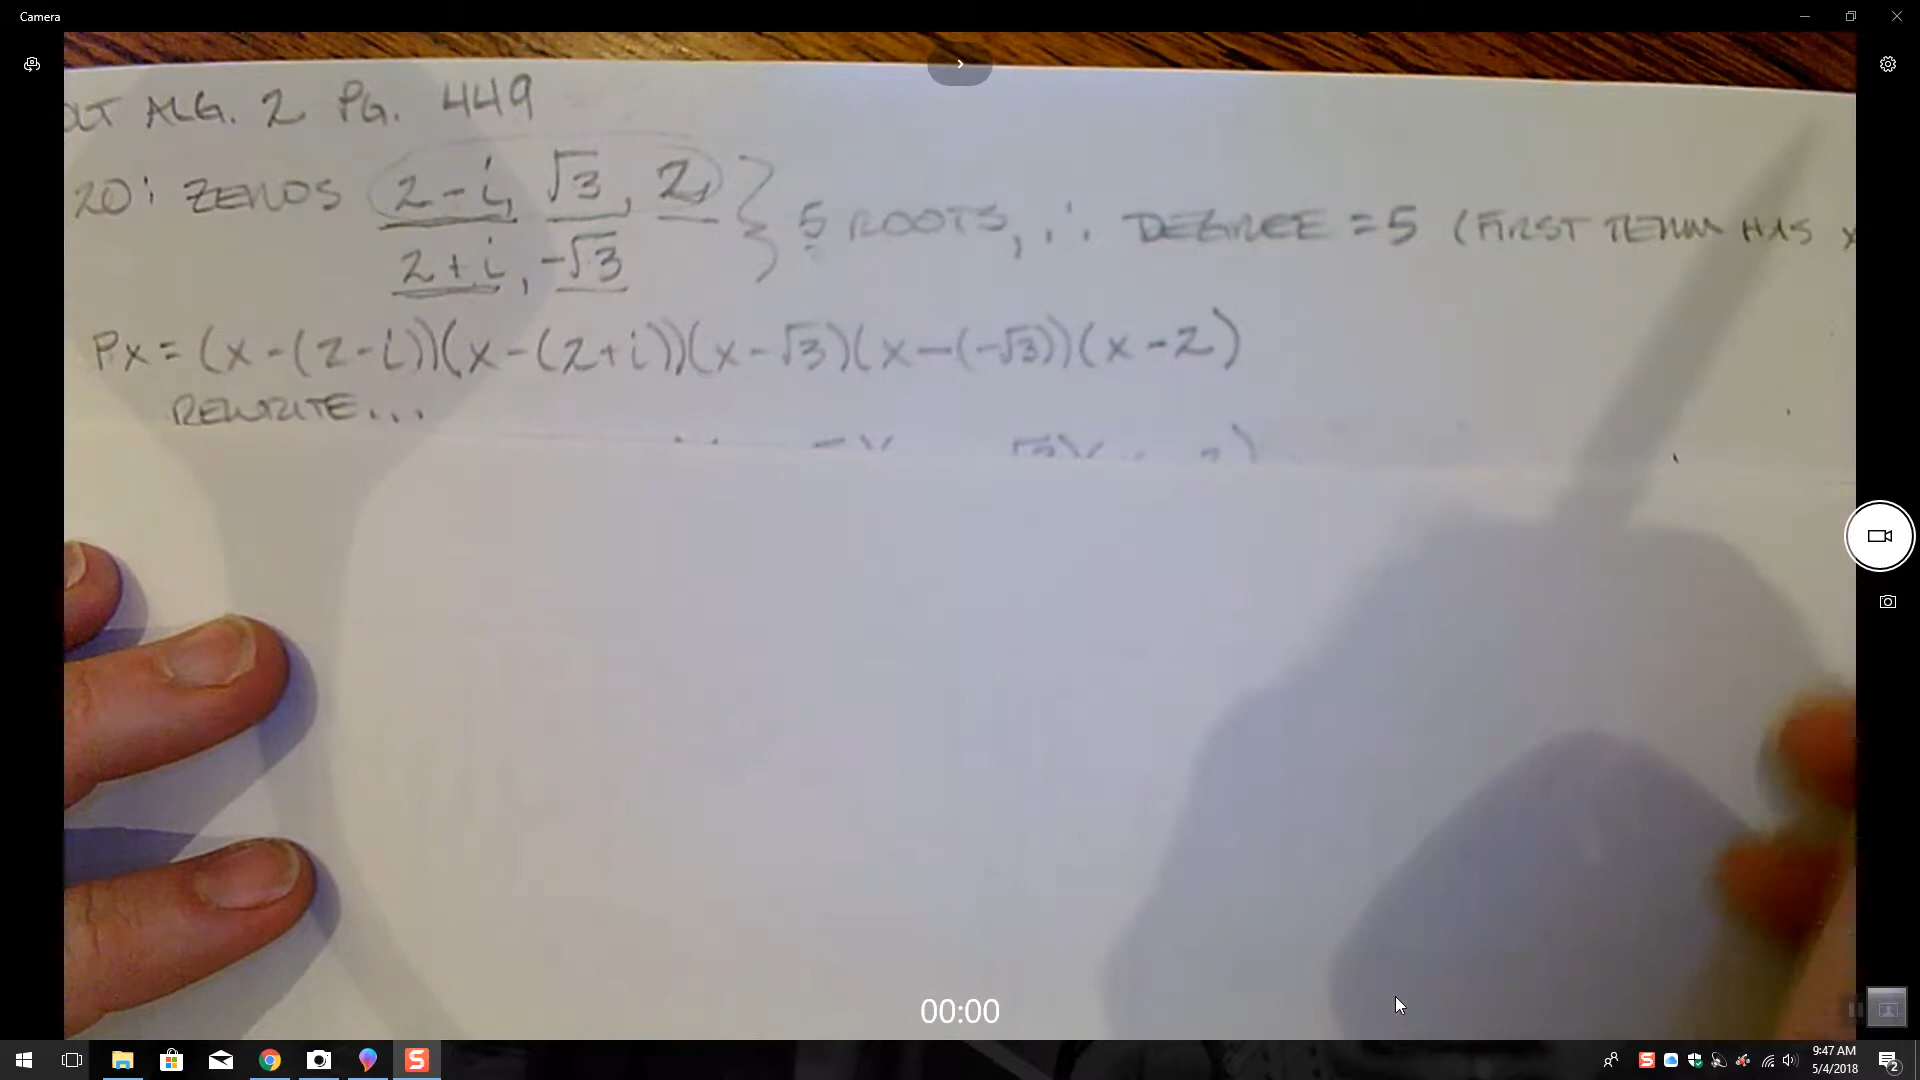 Camera
ALG. 2 PG. 449
20: ZEROS 2-i, √3, 2, } 5 ROOTS, ∴ DEGREE = 5 (FIRST TERM HAS x
2+i, -√3
Px = (x-(2-i))(x-(2+i))(x-√3)(x-(-√3))(x-2)
REWRITE...
00:00
9:47 AM
5/4/2018
2